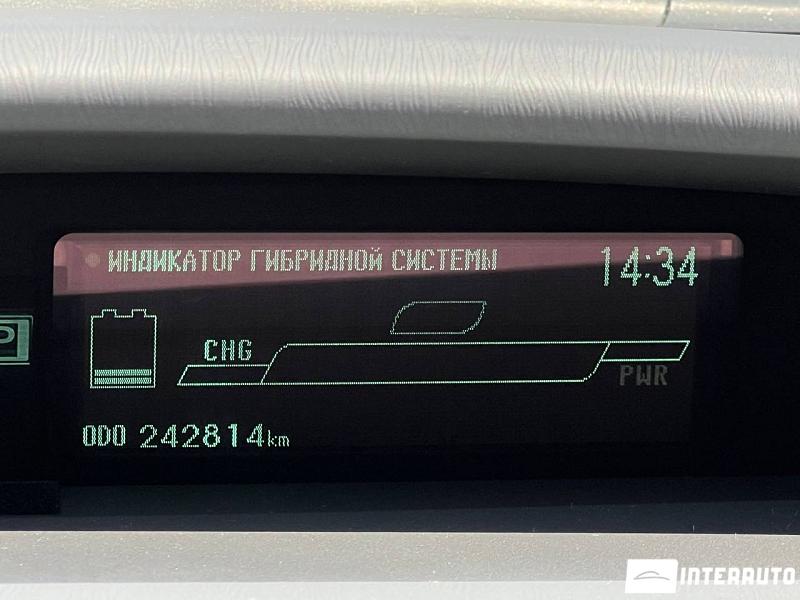 ИНДИКАТОР ГИБРИДНОЙ СИСТЕМЫ 14:34
CHG
PWR
ODO 242814km
P
INTERAUTO